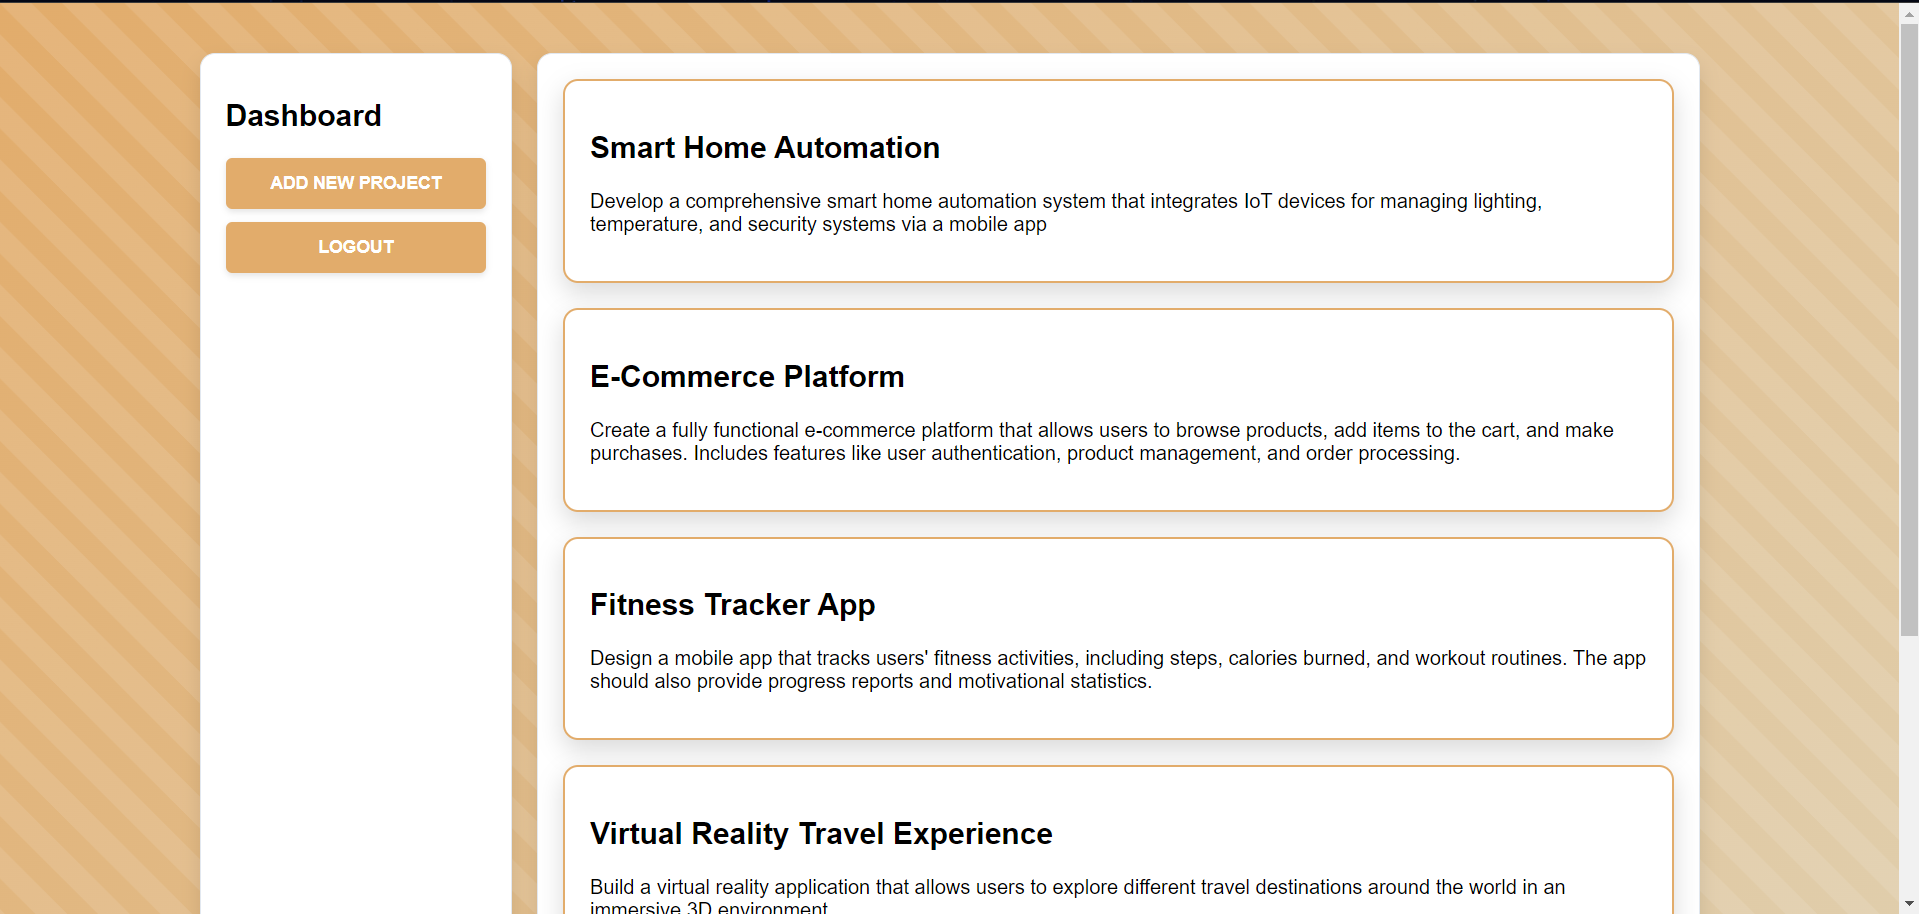 Dashboard
ADD NEW PROJECT
LOGOUT
Smart Home Automation
Develop a comprehensive smart home automation system that integrates IoT devices for managing lighting,
temperature, and security systems via a mobile app
E-Commerce Platform
Create a fully functional e-commerce platform that allows users to browse products, add items to the cart, and make
purchases. Includes features like user authentication, product management, and order processing.
Fitness Tracker App
Design a mobile app that tracks users' fitness activities, including steps, calories burned, and workout routines. The app
should also provide progress reports and motivational statistics.
Virtual Reality Travel Experience
Build a virtual reality application that allows users to explore different travel destinations around the world in an
immersive 3D environment.